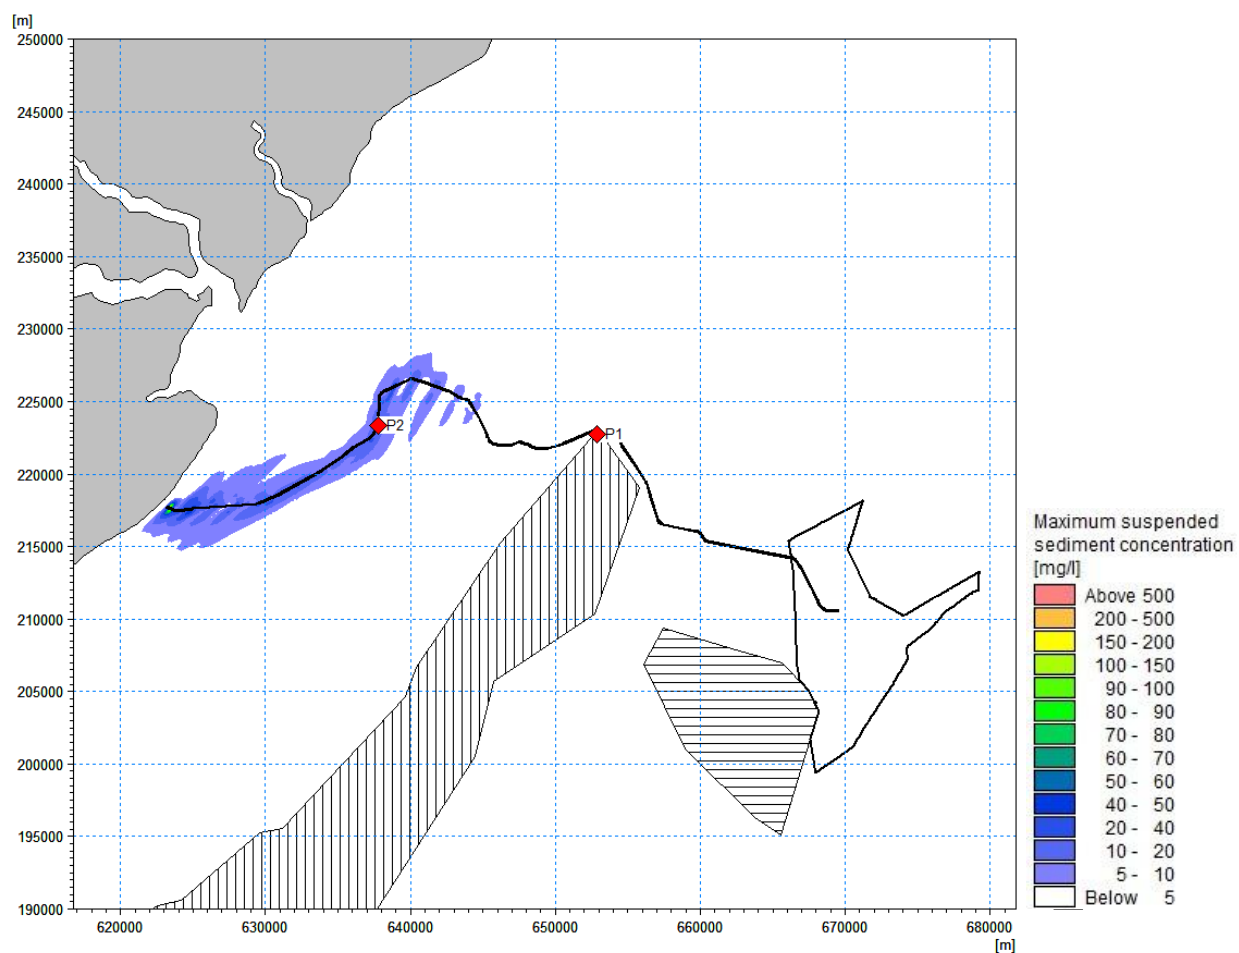 [m]
250000
245000
240000
235000
230000
225000
220000
215000
210000
205000
200000
195000
190000
P2
P1
620000
630000
640000
650000
660000
670000
680000
[m]
Maximum suspended
sediment concentration
[mg/l]
Above 500
200 - 500
150 - 200
100 - 150
90 - 100
80 - 90
70 - 80
60 - 70
50 - 60
40 - 50
20 - 40
10 - 20
5 - 10
Below 5